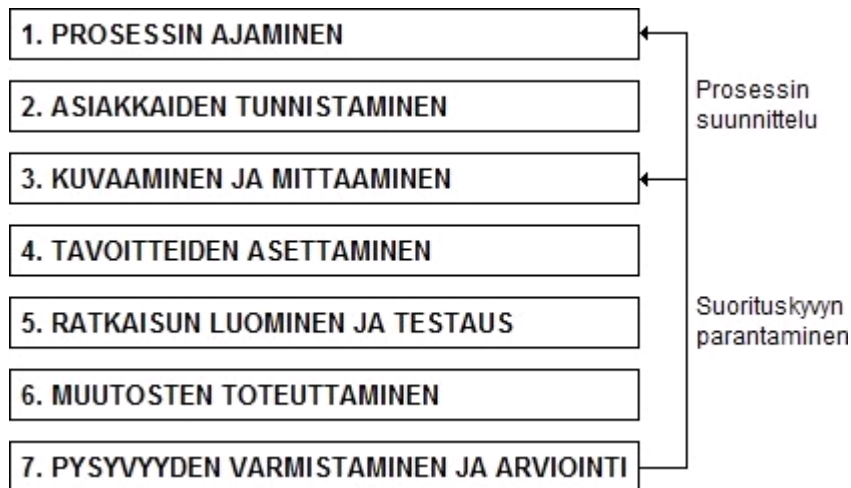 1. PROSESSIN AJAMINEN
2. ASIAKKAIDEN TUNNISTAMINEN
3. KUVAAMINEN JA MITTAAMINEN
4. TAVOITTEIDEN ASETTAMINEN
5. RATKAISUN LUOMINEN JA TESTAUS
6. MUUTOSTEN TOTEUTTAMINEN
7. PYSYVYYDEN VARMISTAMINEN JA ARVIOINTI
Prosessin
suunnittelu
Suorituskyvyn
parantaminen